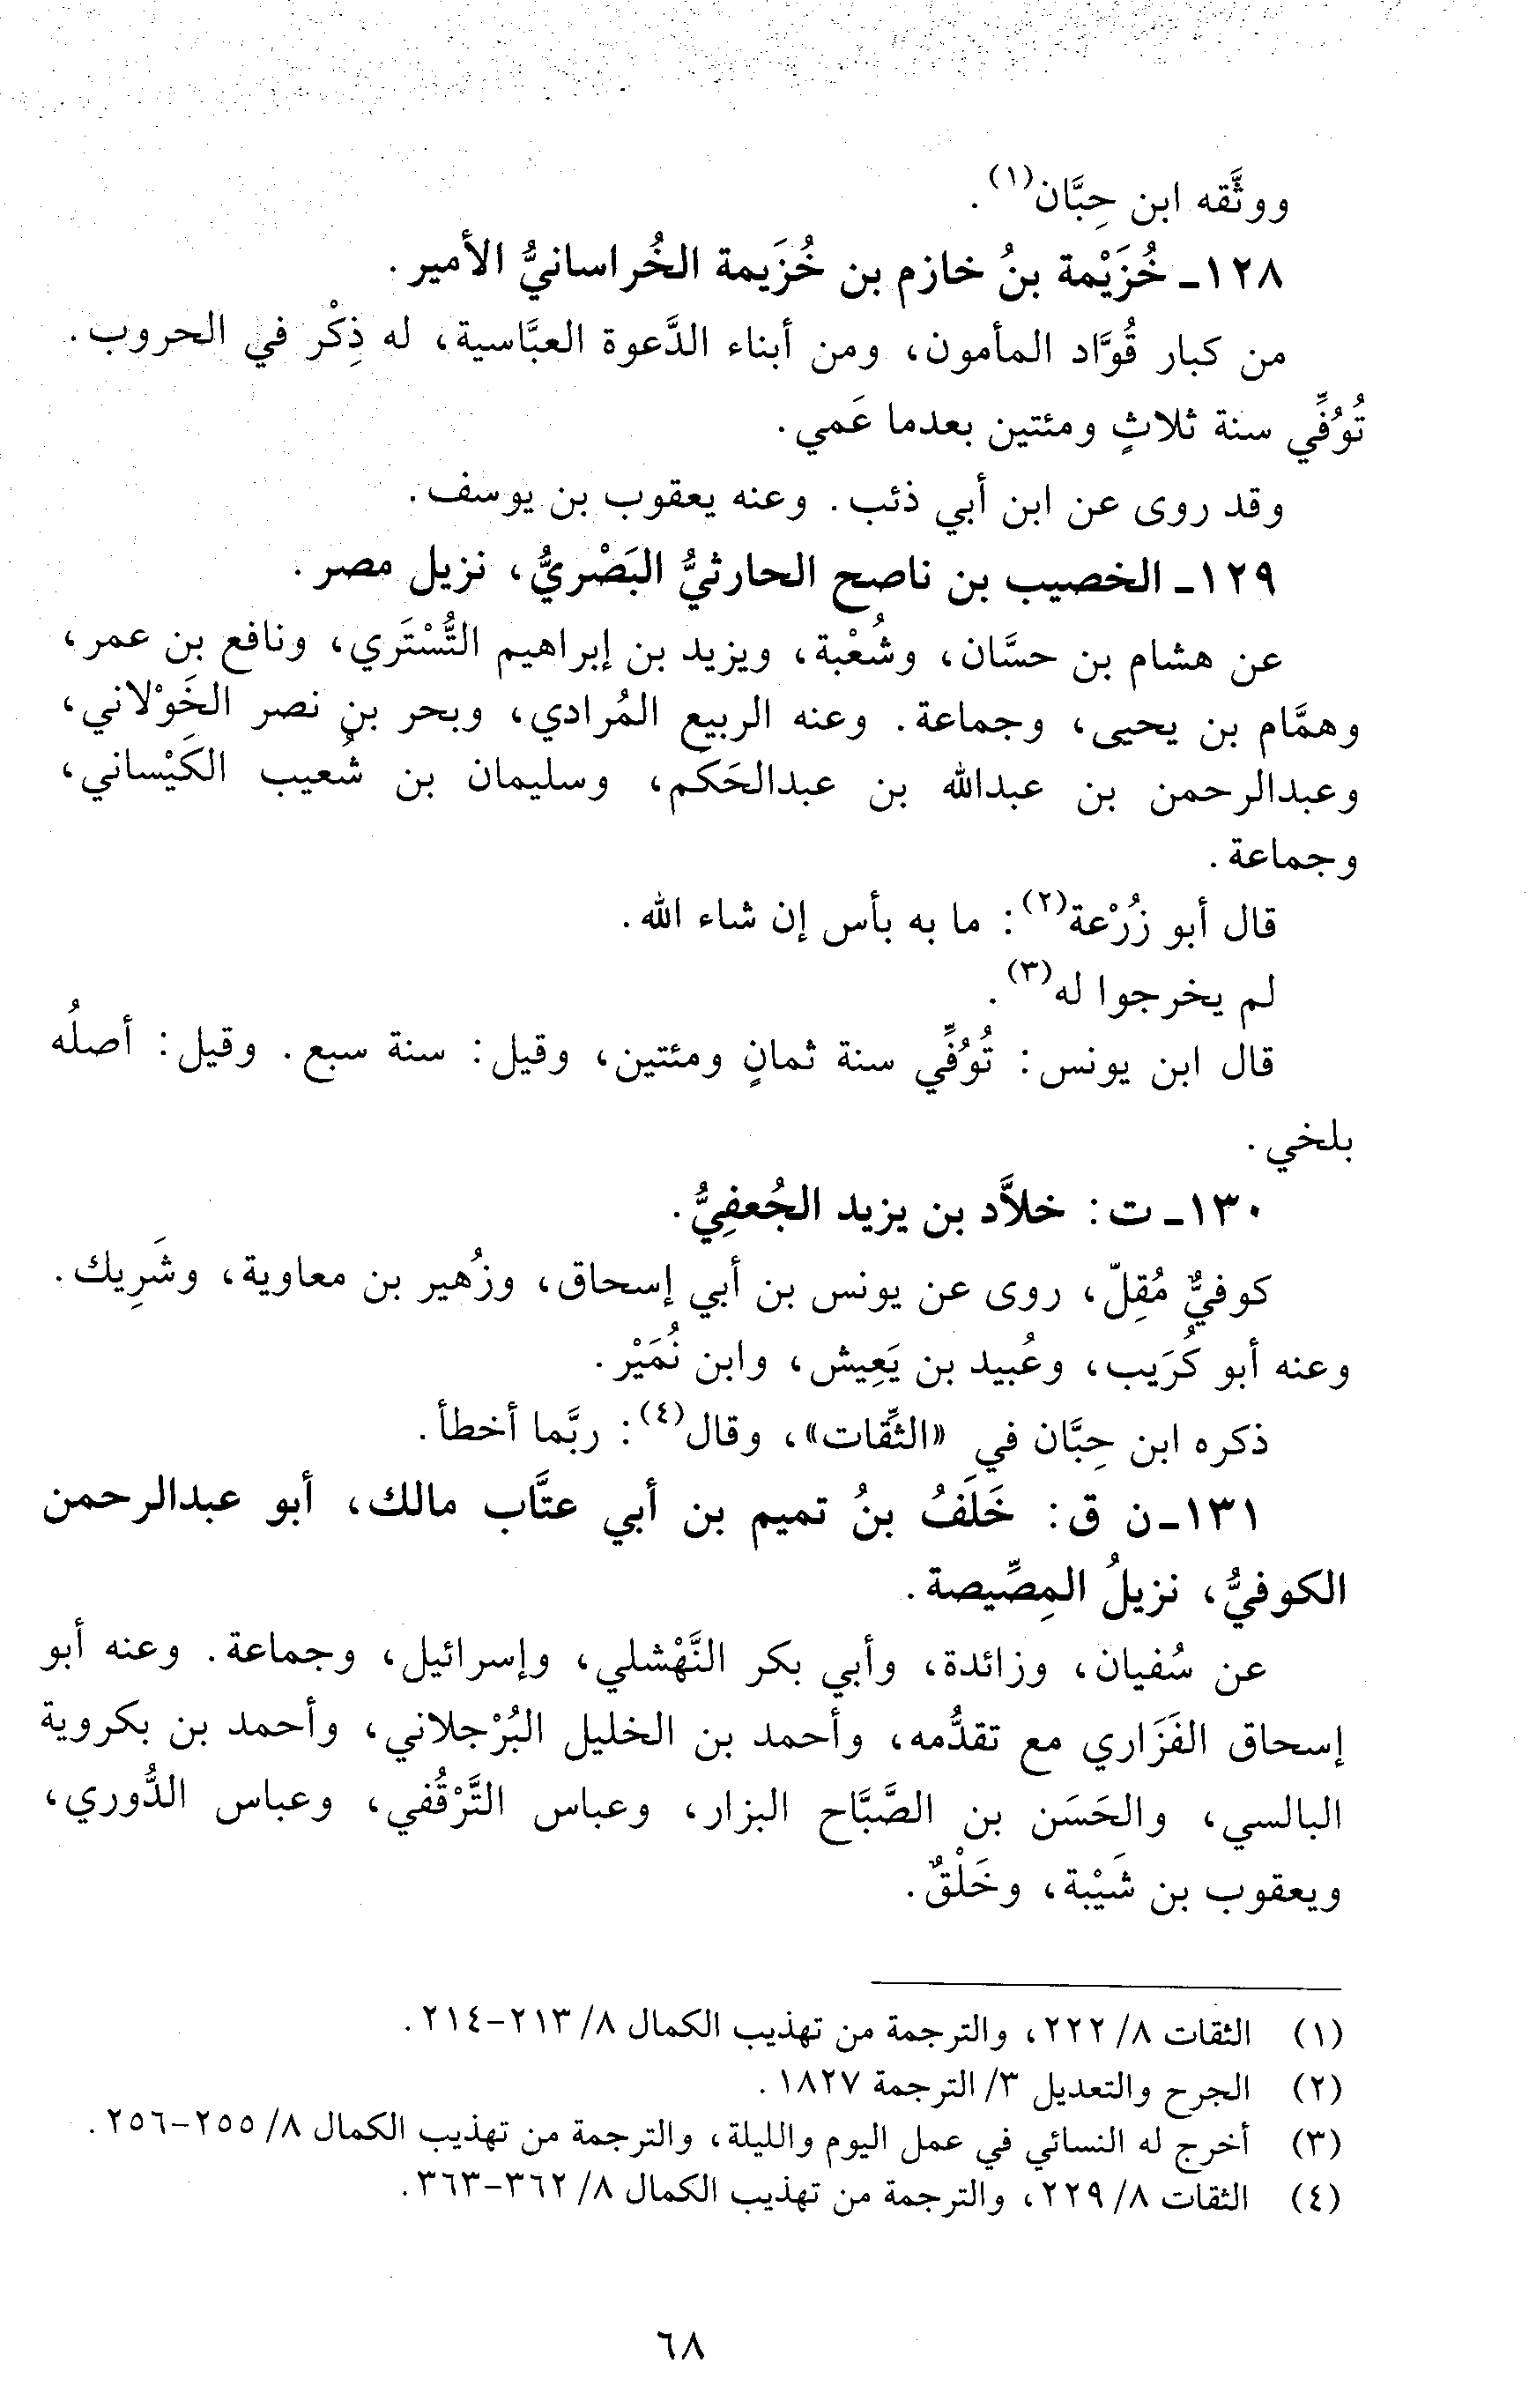 ووثَّقه ابن حِبَّان(١).
١٢٨ـ خُزَيْمة بنُ خازم بن خُزَيمة الخُراسانيُّ الأمير.
من كبار قُوَّاد المأمون، ومن أبناء الدَّعوة العبَّاسية، له ذِكْر في الحروب.
تُوُفِّي سنة ثلاثٍ ومئتين بعدما عَمي.
وقد روى عن ابن أبي ذئب. وعنه يعقوب بن يوسف.
١٢٩ـ الخصيب بن ناصح الحارثيُّ البَصْريُّ، نزيل مصر.
عن هشام بن حسَّان، وشُعْبة، ويزيد بن إبراهيم التُّسْتَري، ونافع بن عمر،
وهمَّام بن يحيى، وجماعة. وعنه الربيع المُرادي، وبحر بن نصر الخَوْلاني،
وعبدالرحمن بن عبدالله بن عبدالحَكَم، وسليمان بن شُعيب الكَيْساني،
وجماعة.
قال أبو زُرْعة(٢): ما به بأس إن شاء الله.
لم يخرجوا له(٣).
قال ابن يونس: تُوُفِّي سنة ثمانٍ ومئتين، وقيل: سنة سبع. وقيل: أصلُه
بلخي.
١٣٠ـ ت: خلاَّد بن يزيد الجُعفِيُّ.
كوفيٌّ مُقِلّ، روى عن يونس بن أبي إسحاق، وزُهير بن معاوية، وشَرِيك.
وعنه أبو كُرَيب، وعُبيد بن يَعِيش، وابن نُمَيْر.
ذكره ابن حِبَّان في «الثِّقات»، وقال(٤): ربَّما أخطأ.
١٣١ـ ن ق: خَلَفُ بنُ تميم بن أبي عتَّاب مالك، أبو عبدالرحمن
الكوفيُّ، نزيلُ المِصِّيصة.
عن سُفيان، وزائدة، وأبي بكر النَّهْشلي، وإسرائيل، وجماعة. وعنه أبو
إسحاق الفَزَاري مع تقدُّمه، وأحمد بن الخليل البُرْجلاني، وأحمد بن بكروية
البالسي، والحَسَن بن الصَّبَّاح البزار، وعباس التَّرْقُفي، وعباس الدُّوري،
ويعقوب بن شَيْبة، وخَلْقٌ.
(١) الثقات ٨/ ٢٢٢، والترجمة من تهذيب الكمال ٨/ ٢١٣-٢١٤.
(٢) الجرح والتعديل ٣/ الترجمة ١٨٢٧.
(٣) أخرج له النسائي في عمل اليوم والليلة، والترجمة من تهذيب الكمال ٨/ ٢٥٥-٢٥٦.
(٤) الثقات ٨/ ٢٢٩، والترجمة من تهذيب الكمال ٨/ ٣٦٢-٣٦٣.
٦٨